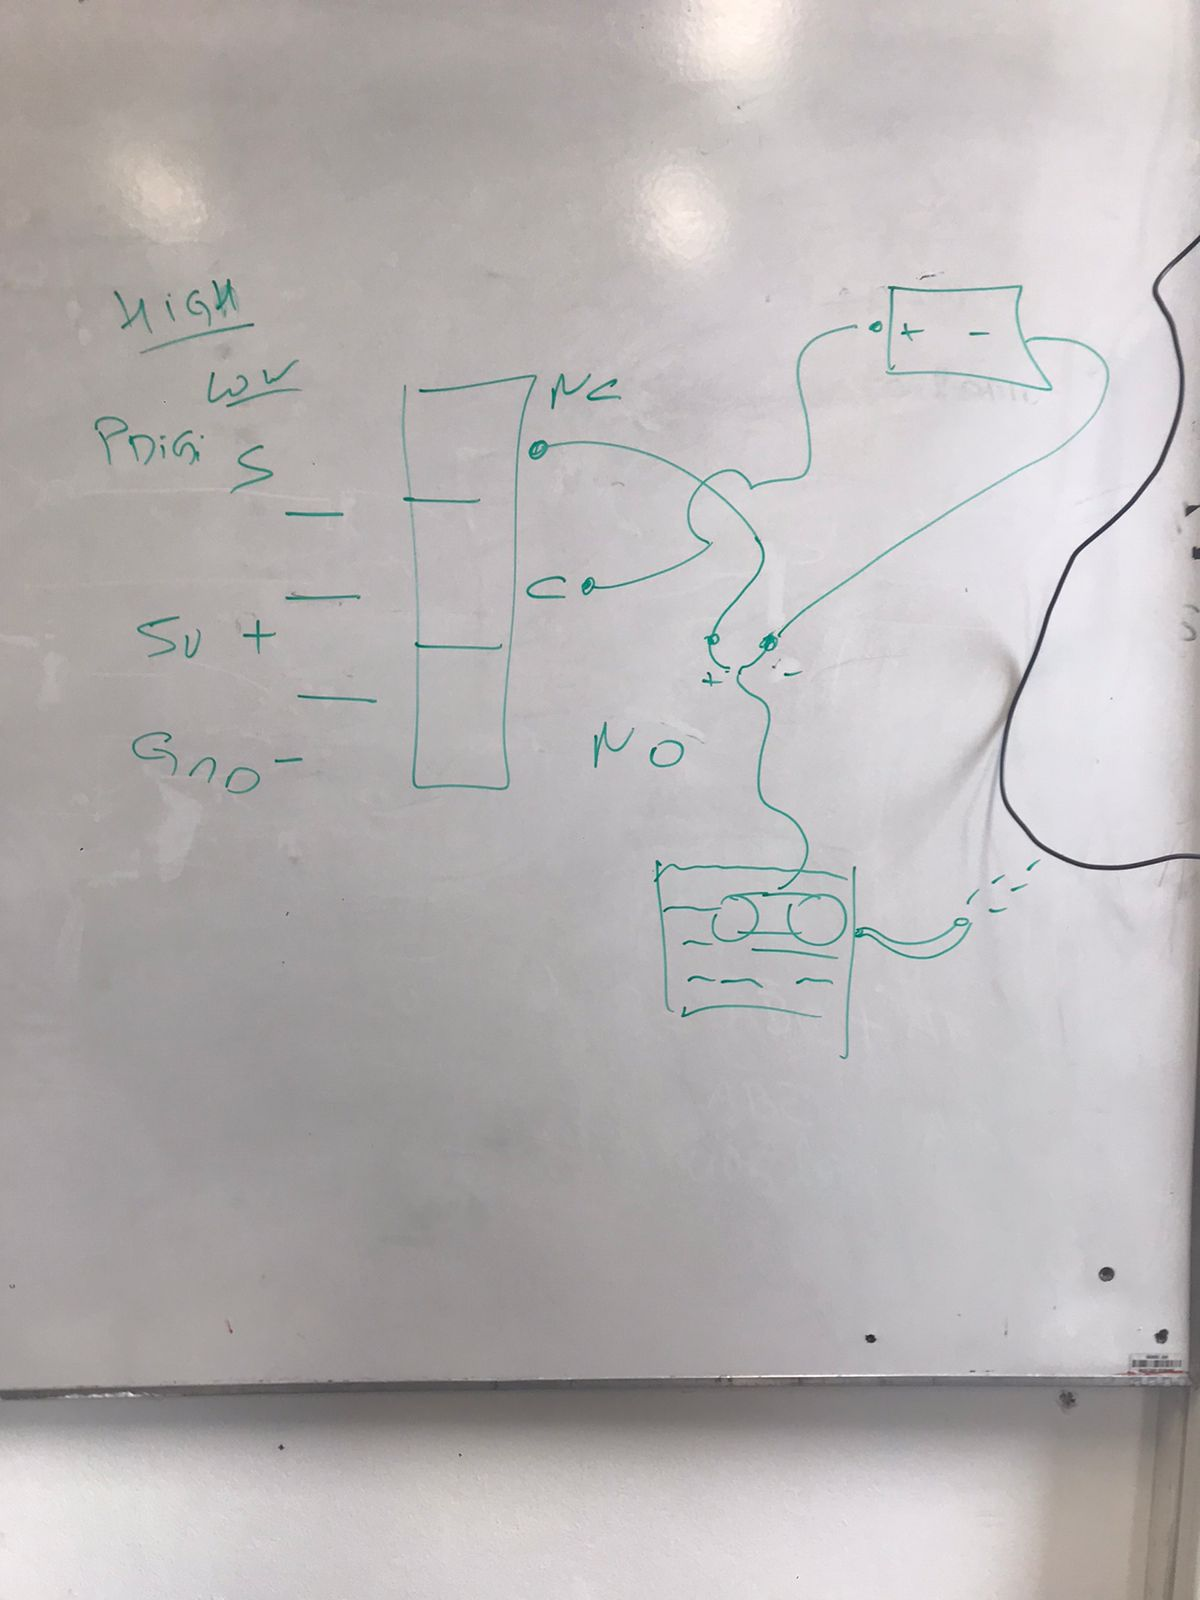 HIGH
LOW
NC
PDiGi S
+ -
C
5V +
+ -
GND -
NO